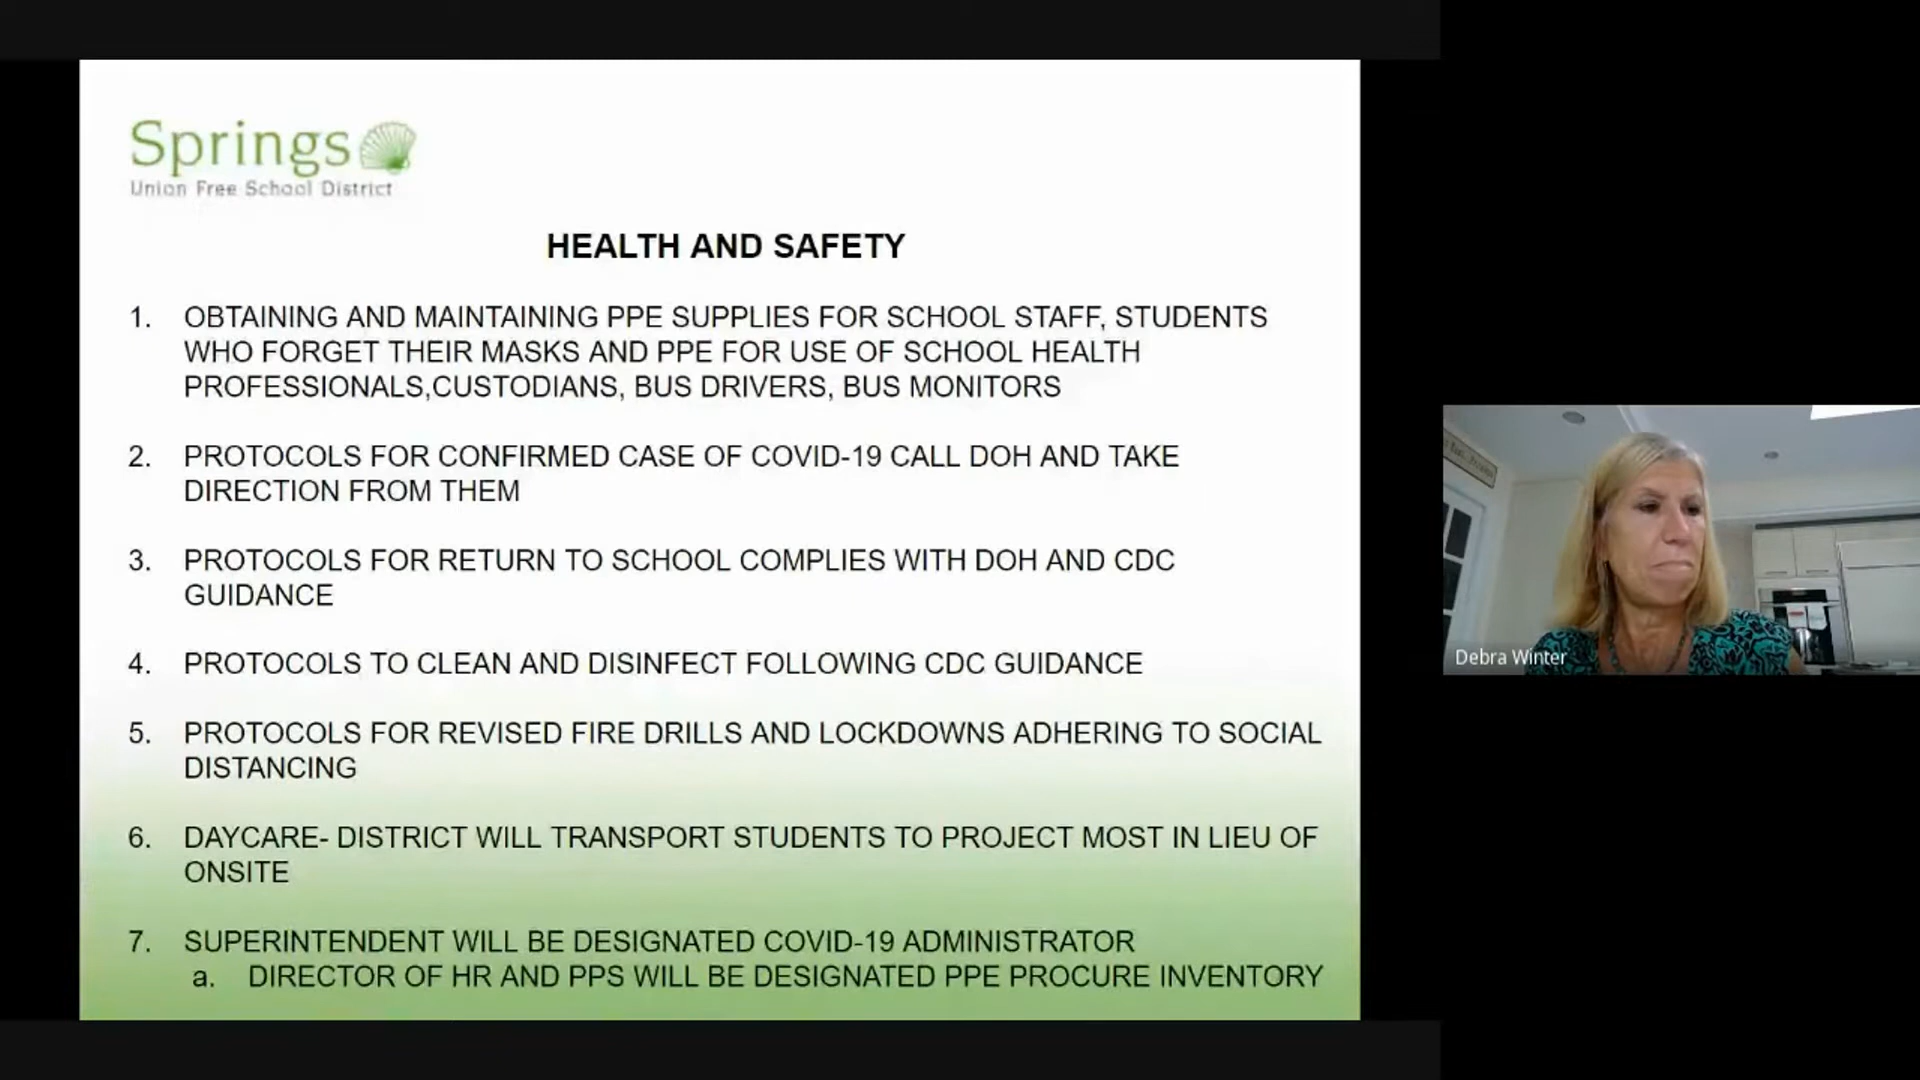 Springs
Union Free School District
HEALTH AND SAFETY
1. OBTAINING AND MAINTAINING PPE SUPPLIES FOR SCHOOL STAFF, STUDENTS
WHO FORGET THEIR MASKS AND PPE FOR USE OF SCHOOL HEALTH
PROFESSIONALS,CUSTODIANS, BUS DRIVERS, BUS MONITORS
2. PROTOCOLS FOR CONFIRMED CASE OF COVID-19 CALL DOH AND TAKE
DIRECTION FROM THEM
3. PROTOCOLS FOR RETURN TO SCHOOL COMPLIES WITH DOH AND CDC
GUIDANCE
4. PROTOCOLS TO CLEAN AND DISINFECT FOLLOWING CDC GUIDANCE
5. PROTOCOLS FOR REVISED FIRE DRILLS AND LOCKDOWNS ADHERING TO SOCIAL
DISTANCING
6. DAYCARE- DISTRICT WILL TRANSPORT STUDENTS TO PROJECT MOST IN LIEU OF
ONSITE
7. SUPERINTENDENT WILL BE DESIGNATED COVID-19 ADMINISTRATOR
a. DIRECTOR OF HR AND PPS WILL BE DESIGNATED PPE PROCURE INVENTORY
Debra Winter